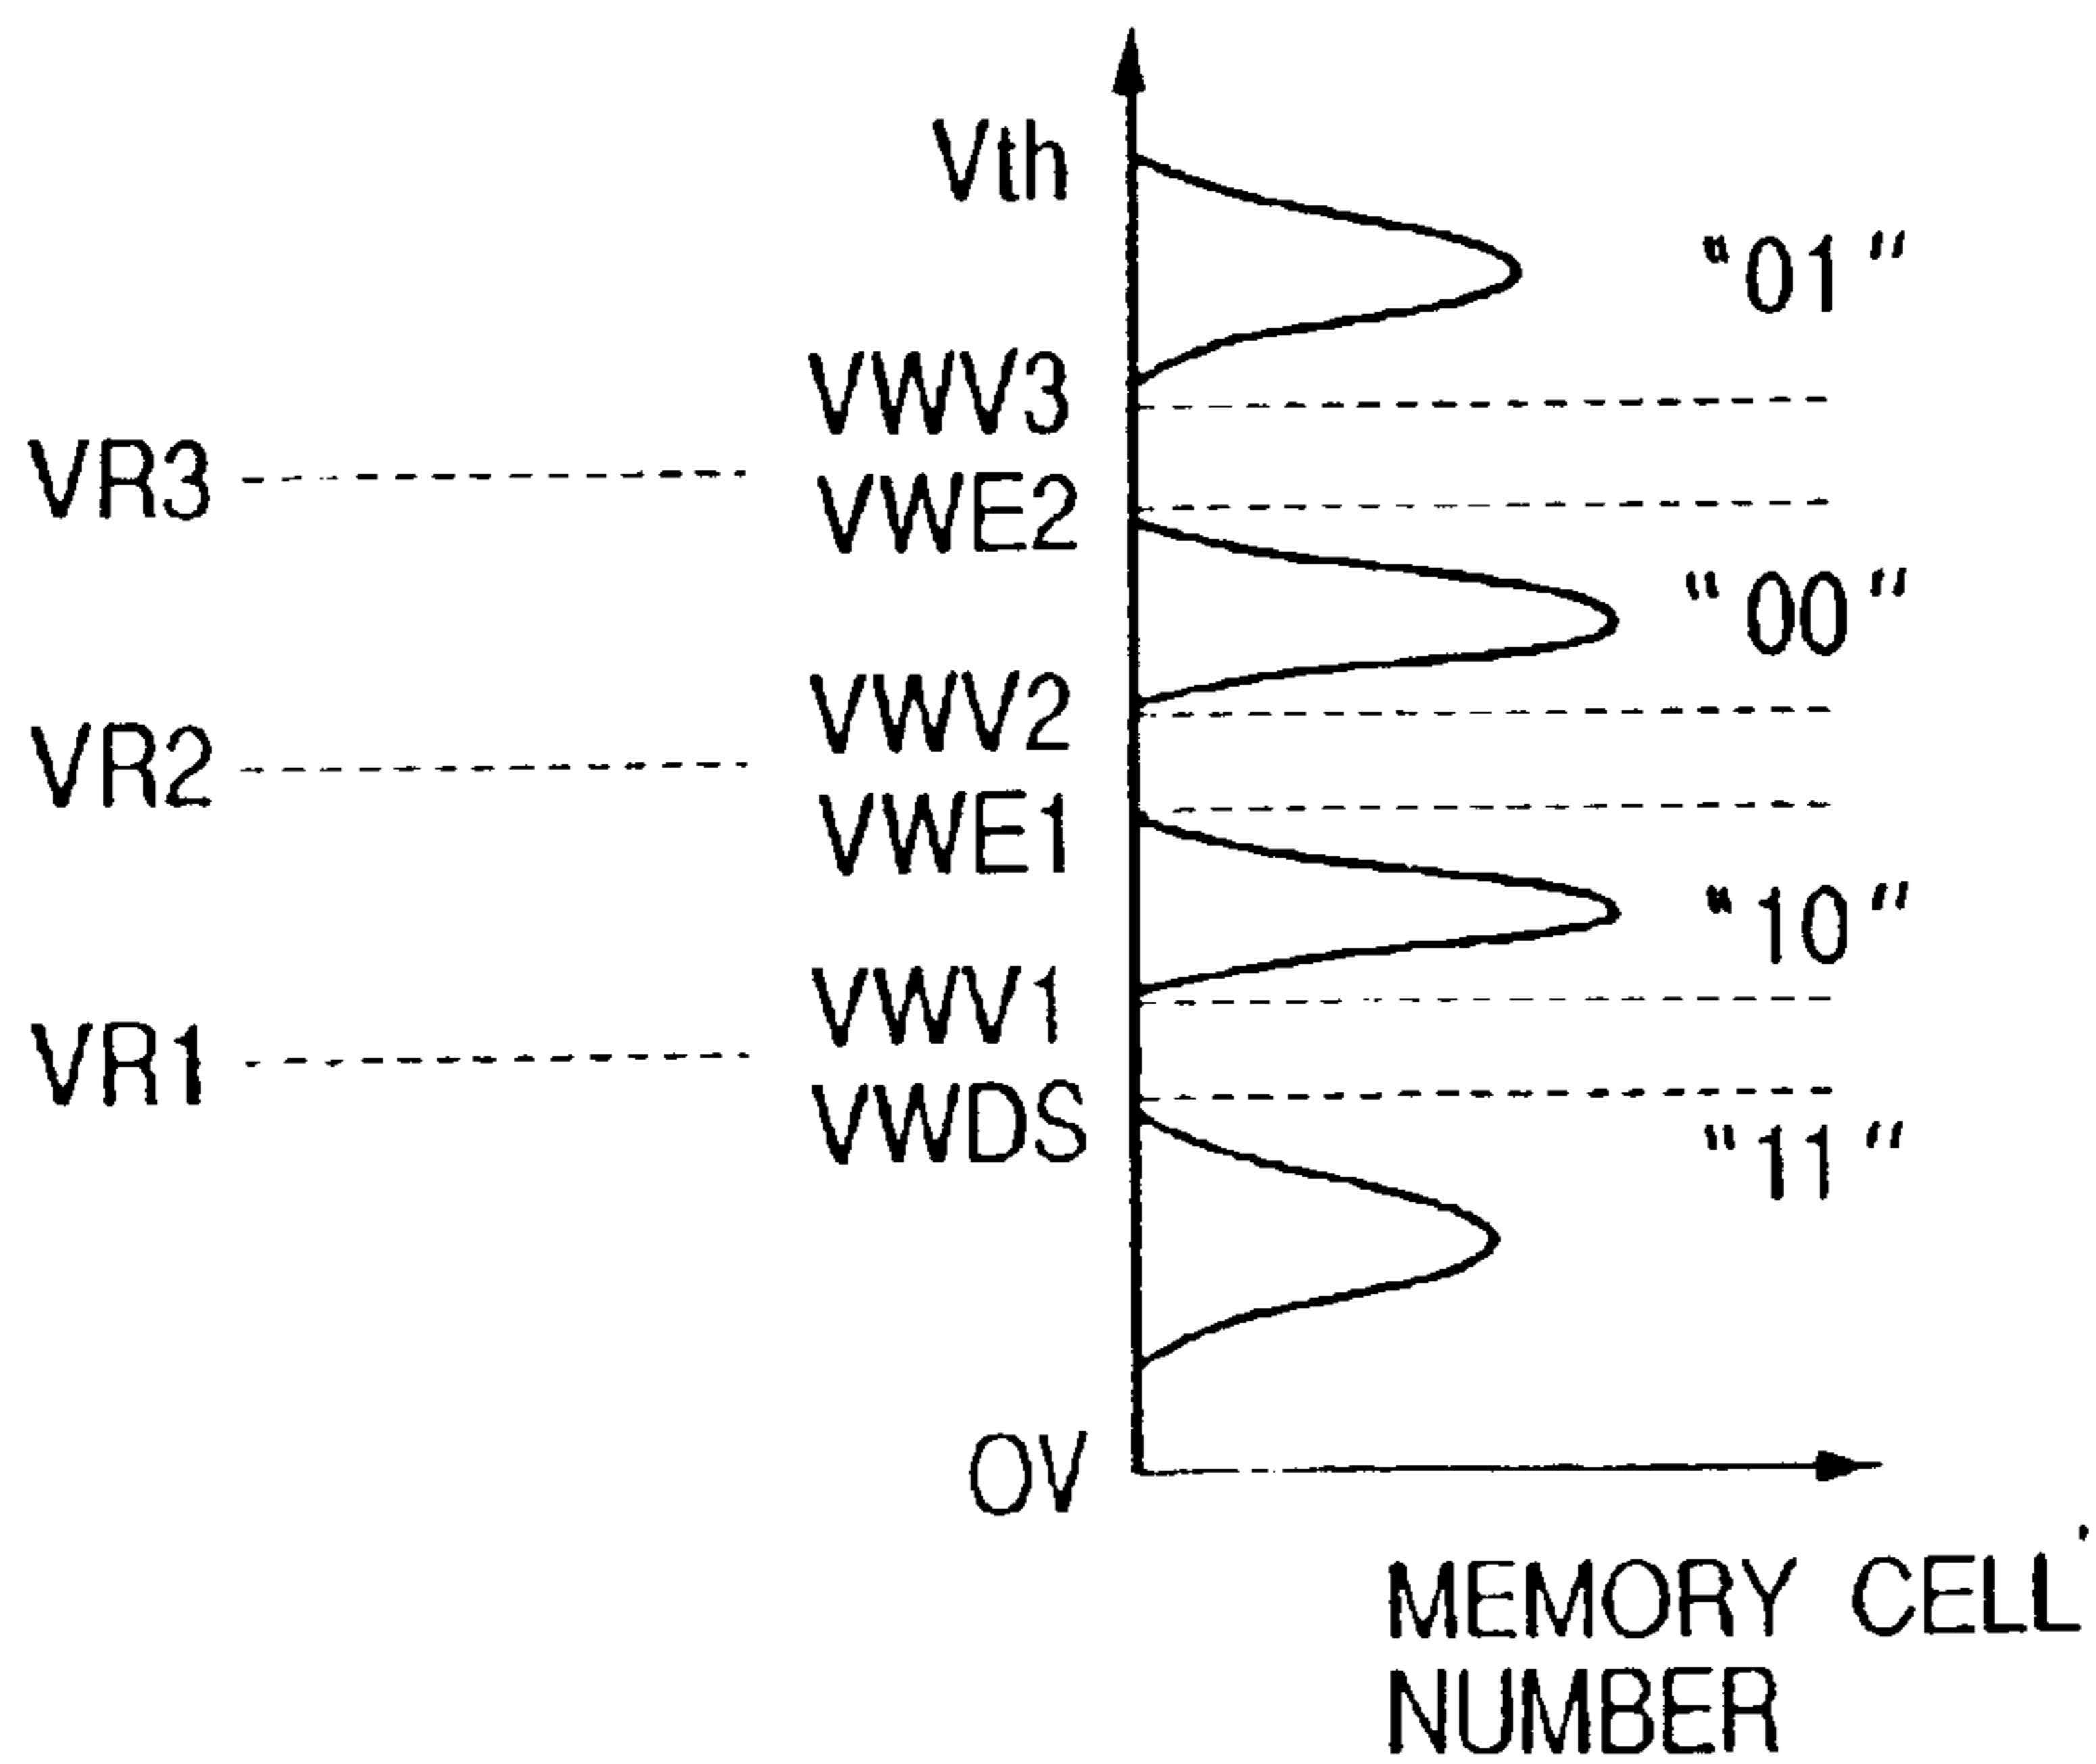 Vth
"01"
VWV3
VR3
VWE2
"00"
VWV2
VR2
VWE1
"10"
VWV1
VR1
VWDS
"11"
0V
MEMORY CELL
NUMBER